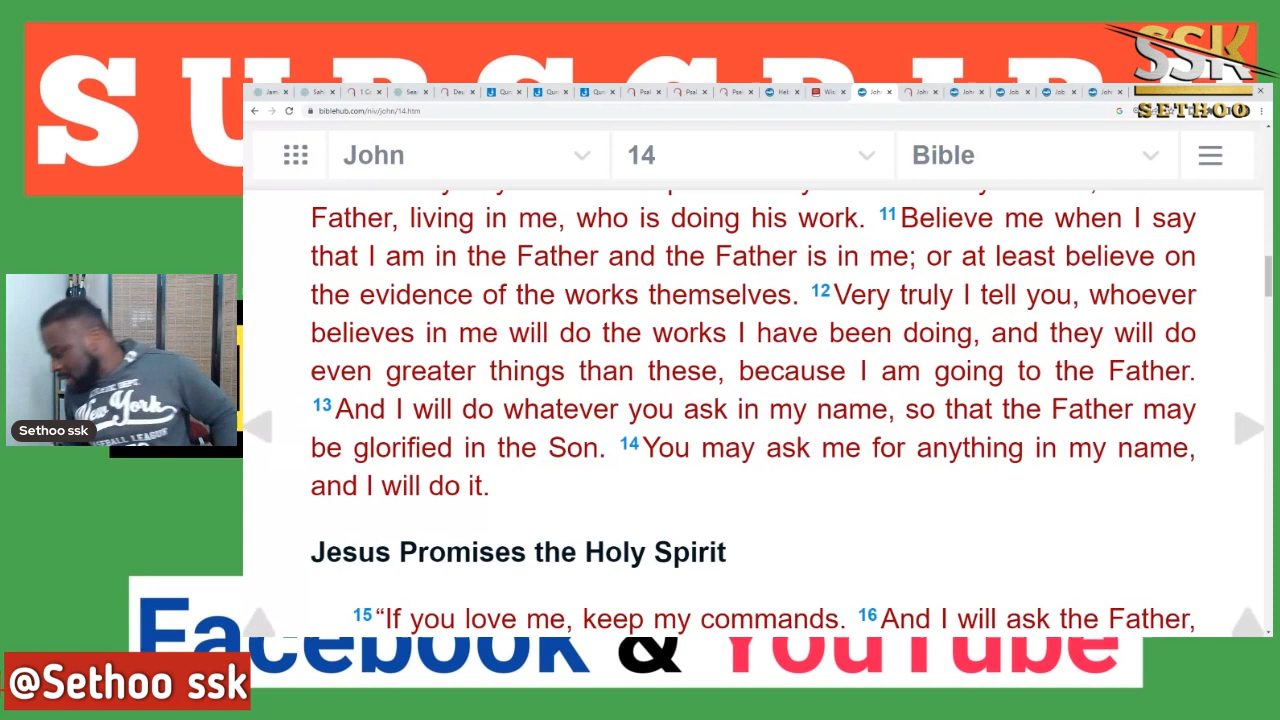 SUBSCRIBE
SSK
SETHOO
biblehub.com/niv/john/14.htm
John
14
Bible
Father, living in me, who is doing his work. 11 Believe me when I say
that I am in the Father and the Father is in me; or at least believe on
the evidence of the works themselves. 12 Very truly I tell you, whoever
believes in me will do the works I have been doing, and they will do
even greater things than these, because I am going to the Father.
13 And I will do whatever you ask in my name, so that the Father may
be glorified in the Son. 14 You may ask me for anything in my name,
and I will do it.
Jesus Promises the Holy Spirit
15 “If you love me, keep my commands. 16 And I will ask the Father,
New York
BASEBALL LEAGUE
Sethoo ssk
Facebook & YouTube
@Sethoo ssk